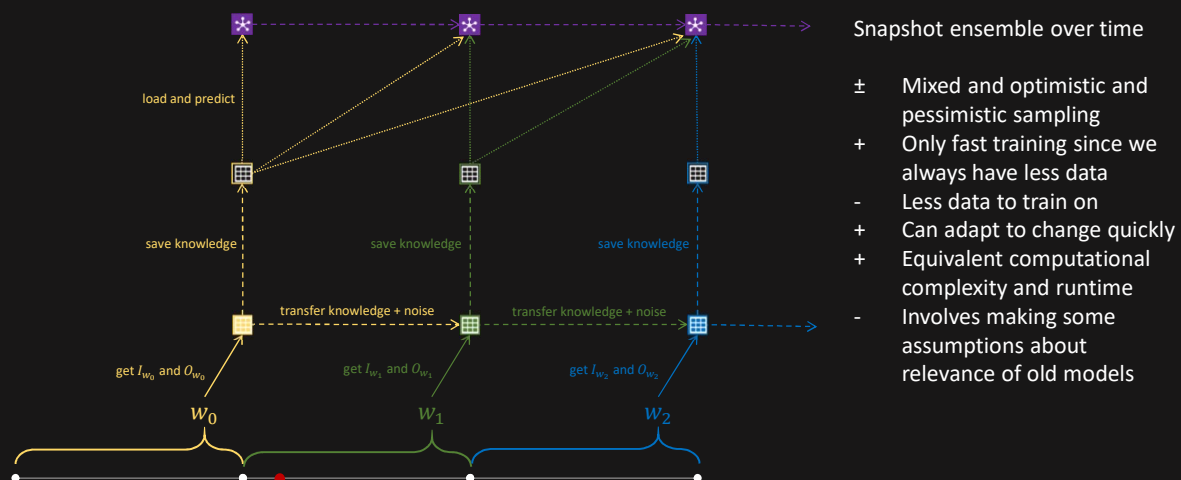 Snapshot ensemble over time
± Mixed and optimistic and
pessimistic sampling
+ Only fast training since we
always have less data
- Less data to train on
+ Can adapt to change quickly
+ Equivalent computational
complexity and runtime
- Involves making some
assumptions about
relevance of old models
load and predict
save knowledge
save knowledge
save knowledge
transfer knowledge + noise
transfer knowledge + noise
get I_{w_0} and O_{w_0}
get I_{w_1} and O_{w_1}
get I_{w_2} and O_{w_2}
w_0
w_1
w_2